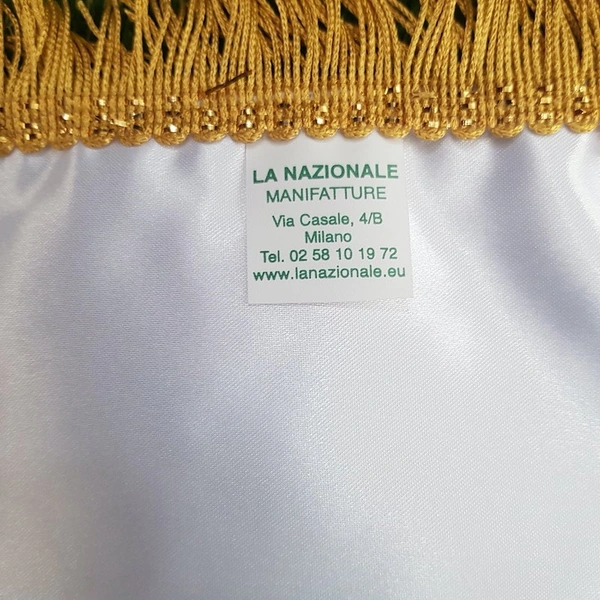 LA NAZIONALE
MANIFATTURE
Via Casale, 4/B
Milano
Tel. 02 58 10 19 72
www.lanazionale.eu